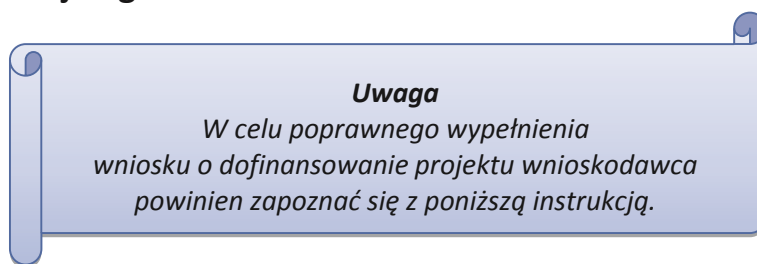 Uwaga
W celu poprawnego wypełnienia
wniosku o dofinansowanie projektu wnioskodawca
powinien zapoznać się z poniższą instrukcją.